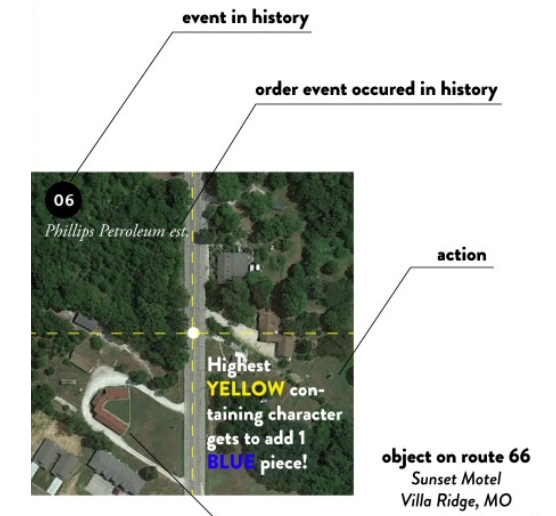 event in history
order event occured in history
06
Phillips Petroleum est.
action
Highest
YELLOW con-
taining character
gets to add 1
BLUE piece!
object on route 66
Sunset Motel
Villa Ridge, MO